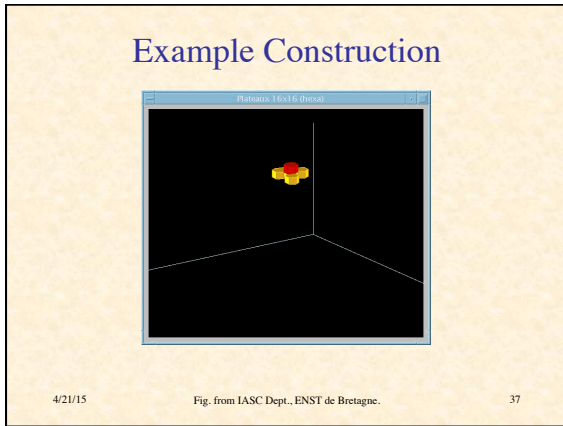 Example Construction
Plateaux 16x16 (hexa)
4/21/15
Fig. from IASC Dept., ENST de Bretagne.
37